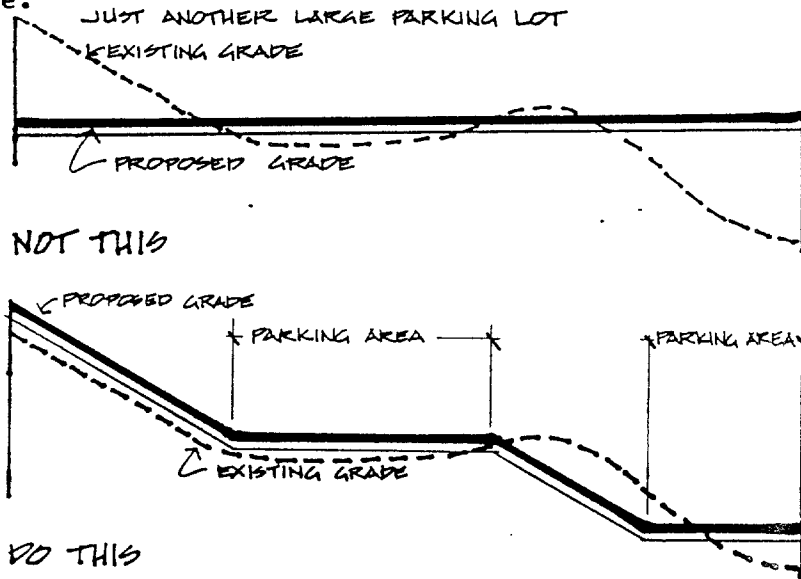 e.
JUST ANOTHER LARGE PARKING LOT
EXISTING GRADE
PROPOSED GRADE
NOT THIS
PROPOSED GRADE
PARKING AREA
PARKING AREA
EXISTING GRADE
DO THIS